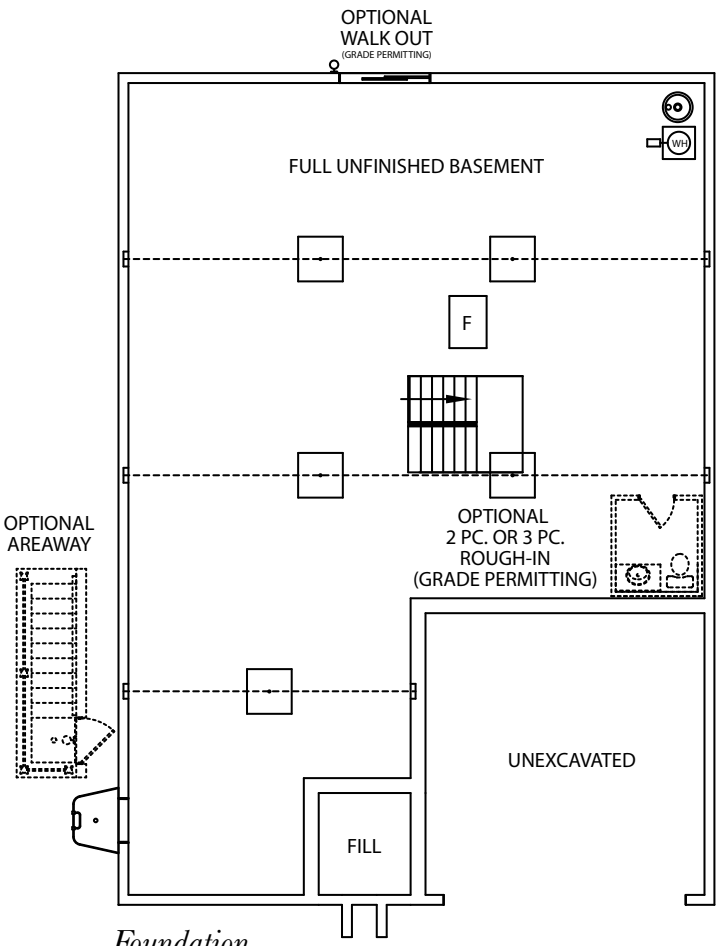 OPTIONAL
WALK OUT
(GRADE PERMITTING)
WH
FULL UNFINISHED BASEMENT
F
OPTIONAL
AREAWAY
OPTIONAL
2 PC. OR 3 PC.
ROUGH-IN
(GRADE PERMITTING)
UNEXCAVATED
FILL
Foundation